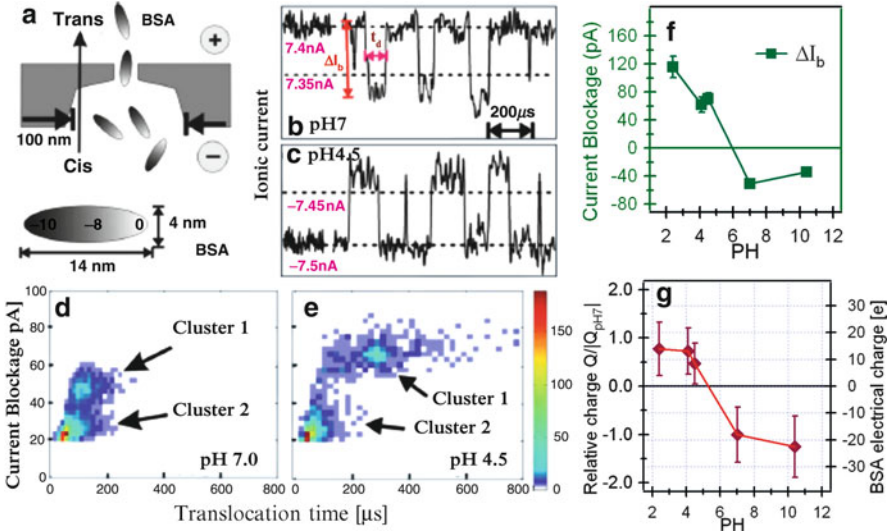 a
Trans
BSA
+
100 nm
Cis
−
−10 −8 0
4 nm
14 nm
BSA
Ionic current
7.4nA
t_d
ΔI_b
7.35nA
b pH7
200μs
c pH4.5
−7.45nA
−7.5nA
f
160
120
80
40
0
-40
-80
Current Blockage (pA)
ΔI_b
2 4 6 8 10 12
PH
d
100
80
60
40
20
0
Current Blockage pA]
Cluster 1
Cluster 2
pH 7.0
0 200 400 600 800
e
Cluster 1
Cluster 2
pH 4.5
0 200 400 600 800
150
100
50
0
Translocation time [μs]
g
Relative charge Q/|Q_pH7|
2.0
1.0
0.0
-1.0
-2.0
30
20
10
0
-10
-20
-30
BSA electrical charge [e]
2 4 6 8 10 12
PH